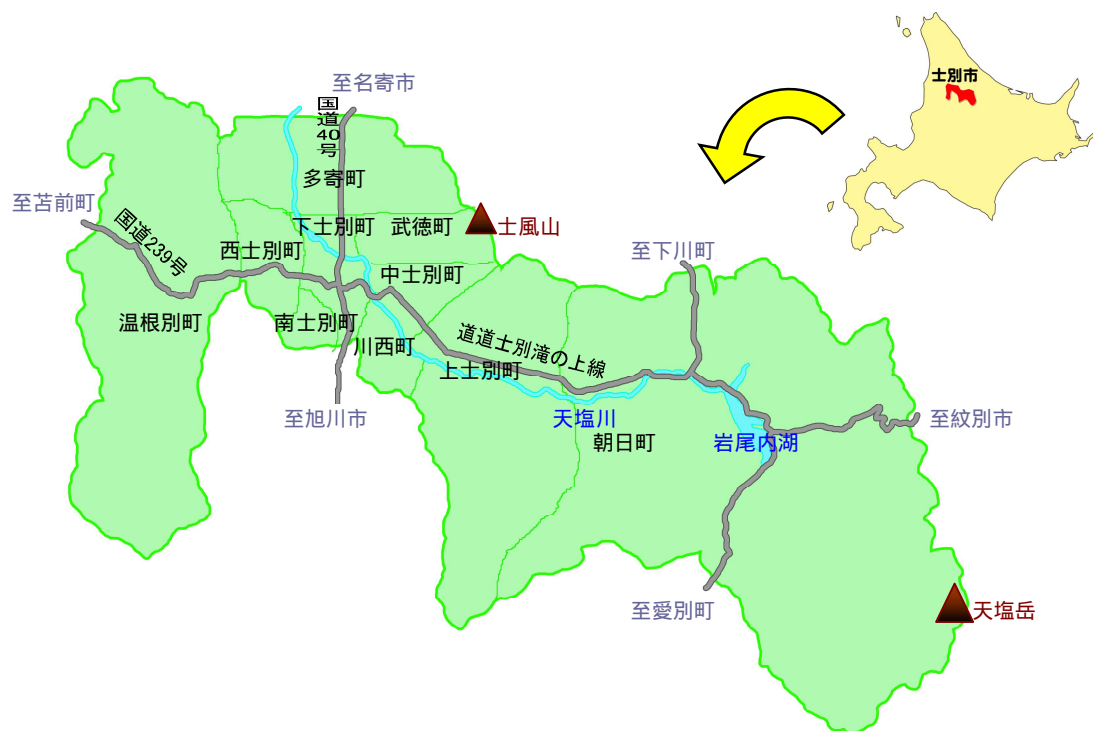 士別市
至名寄市
国道40号
多寄町
至苫前町
国道239号
下士別町
武徳町
士風山
西士別町
至下川町
中士別町
温根別町
南士別町
川西町
道道士別滝の上線
上士別町
至旭川市
天塩川
至紋別市
朝日町
岩尾内湖
至愛別町
天塩岳